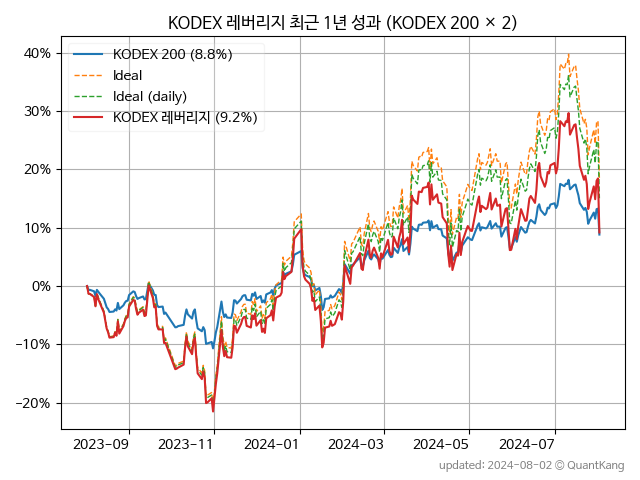 KODEX 레버리지 최근 1년 성과 (KODEX 200 × 2)
40%
30%
20%
10%
0%
−10%
−20%
KODEX 200 (8.8%)
Ideal
Ideal (daily)
KODEX 레버리지 (9.2%)
2023-09
2023-11
2024-01
2024-03
2024-05
2024-07
updated: 2024-08-02 © QuantKang